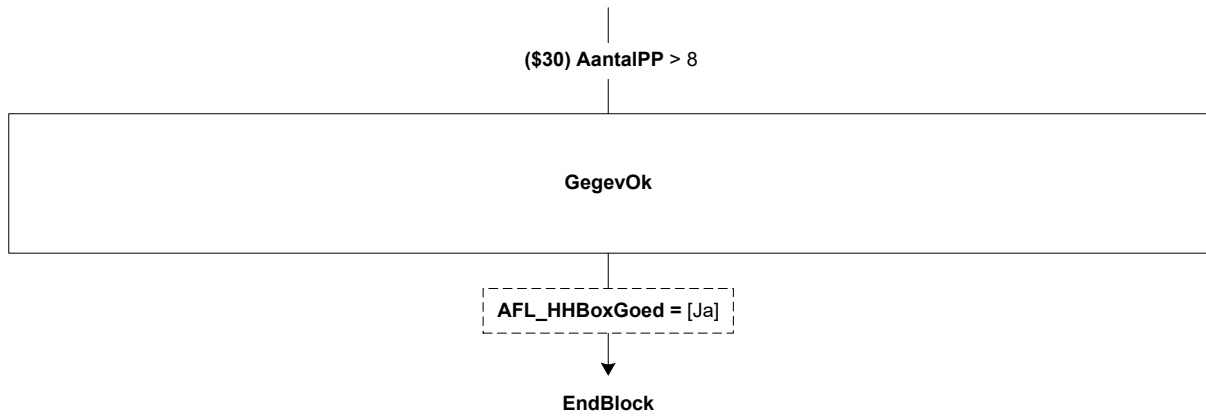 ($30) AantalPP > 8
GegevOk
AFL_HHBoxGoed = [Ja]
EndBlock